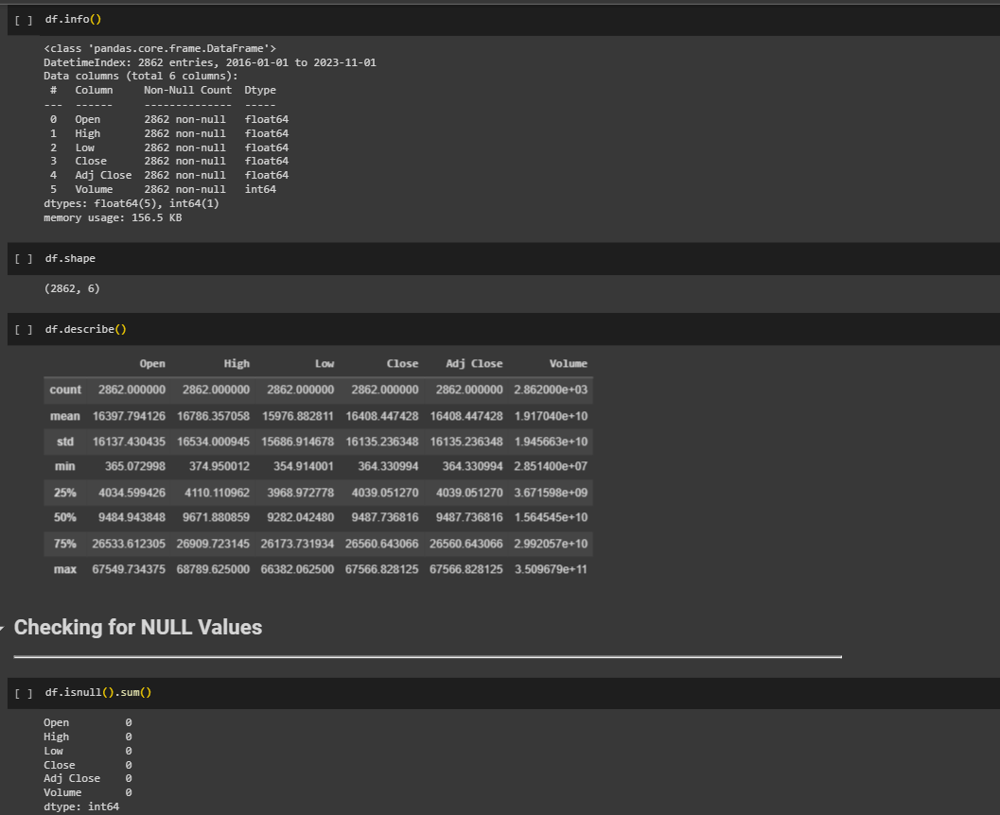 [ ] df.info()
<class 'pandas.core.frame.DataFrame'>
DatetimeIndex: 2862 entries, 2016-01-01 to 2023-11-01
Data columns (total 6 columns):
 #   Column     Non-Null Count  Dtype
---  ------     --------------  -----
 0   Open       2862 non-null   float64
 1   High       2862 non-null   float64
 2   Low        2862 non-null   float64
 3   Close      2862 non-null   float64
 4   Adj Close  2862 non-null   float64
 5   Volume     2862 non-null   int64
dtypes: float64(5), int64(1)
memory usage: 156.5 KB
[ ] df.shape
(2862, 6)
[ ] df.describe()
Open High Low Close Adj Close Volume
count 2862.000000 2862.000000 2862.000000 2862.000000 2862.000000 2.862000e+03
mean 16397.794126 16786.357058 15976.882811 16408.447428 16408.447428 1.917040e+10
std 16137.430435 16534.000945 15686.914678 16135.236348 16135.236348 1.945663e+10
min 365.072998 374.950012 354.914001 364.330994 364.330994 2.851400e+07
25% 4034.599426 4110.110962 3968.972778 4039.051270 4039.051270 3.671598e+09
50% 9484.943848 9671.880859 9282.042480 9487.736816 9487.736816 1.564545e+10
75% 26533.612305 26909.723145 26173.731934 26560.643066 26560.643066 2.992057e+10
max 67549.734375 68789.625000 66382.062500 67566.828125 67566.828125 3.509679e+11
Checking for NULL Values
[ ] df.isnull().sum()
Open         0
High         0
Low          0
Close        0
Adj Close    0
Volume       0
dtype: int64